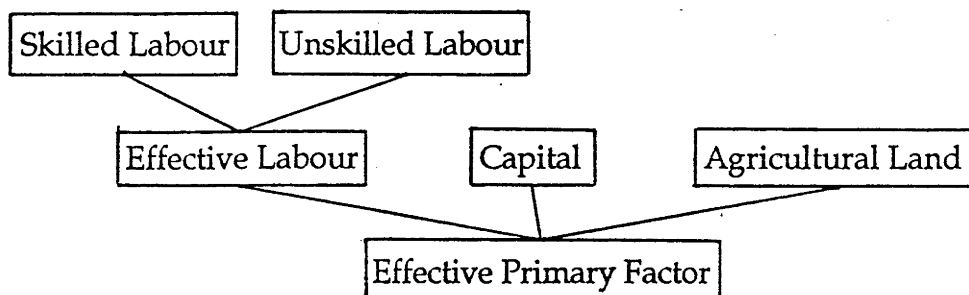 Skilled Labour
Unskilled Labour
Effective Labour
Capital
Agricultural Land
Effective Primary Factor